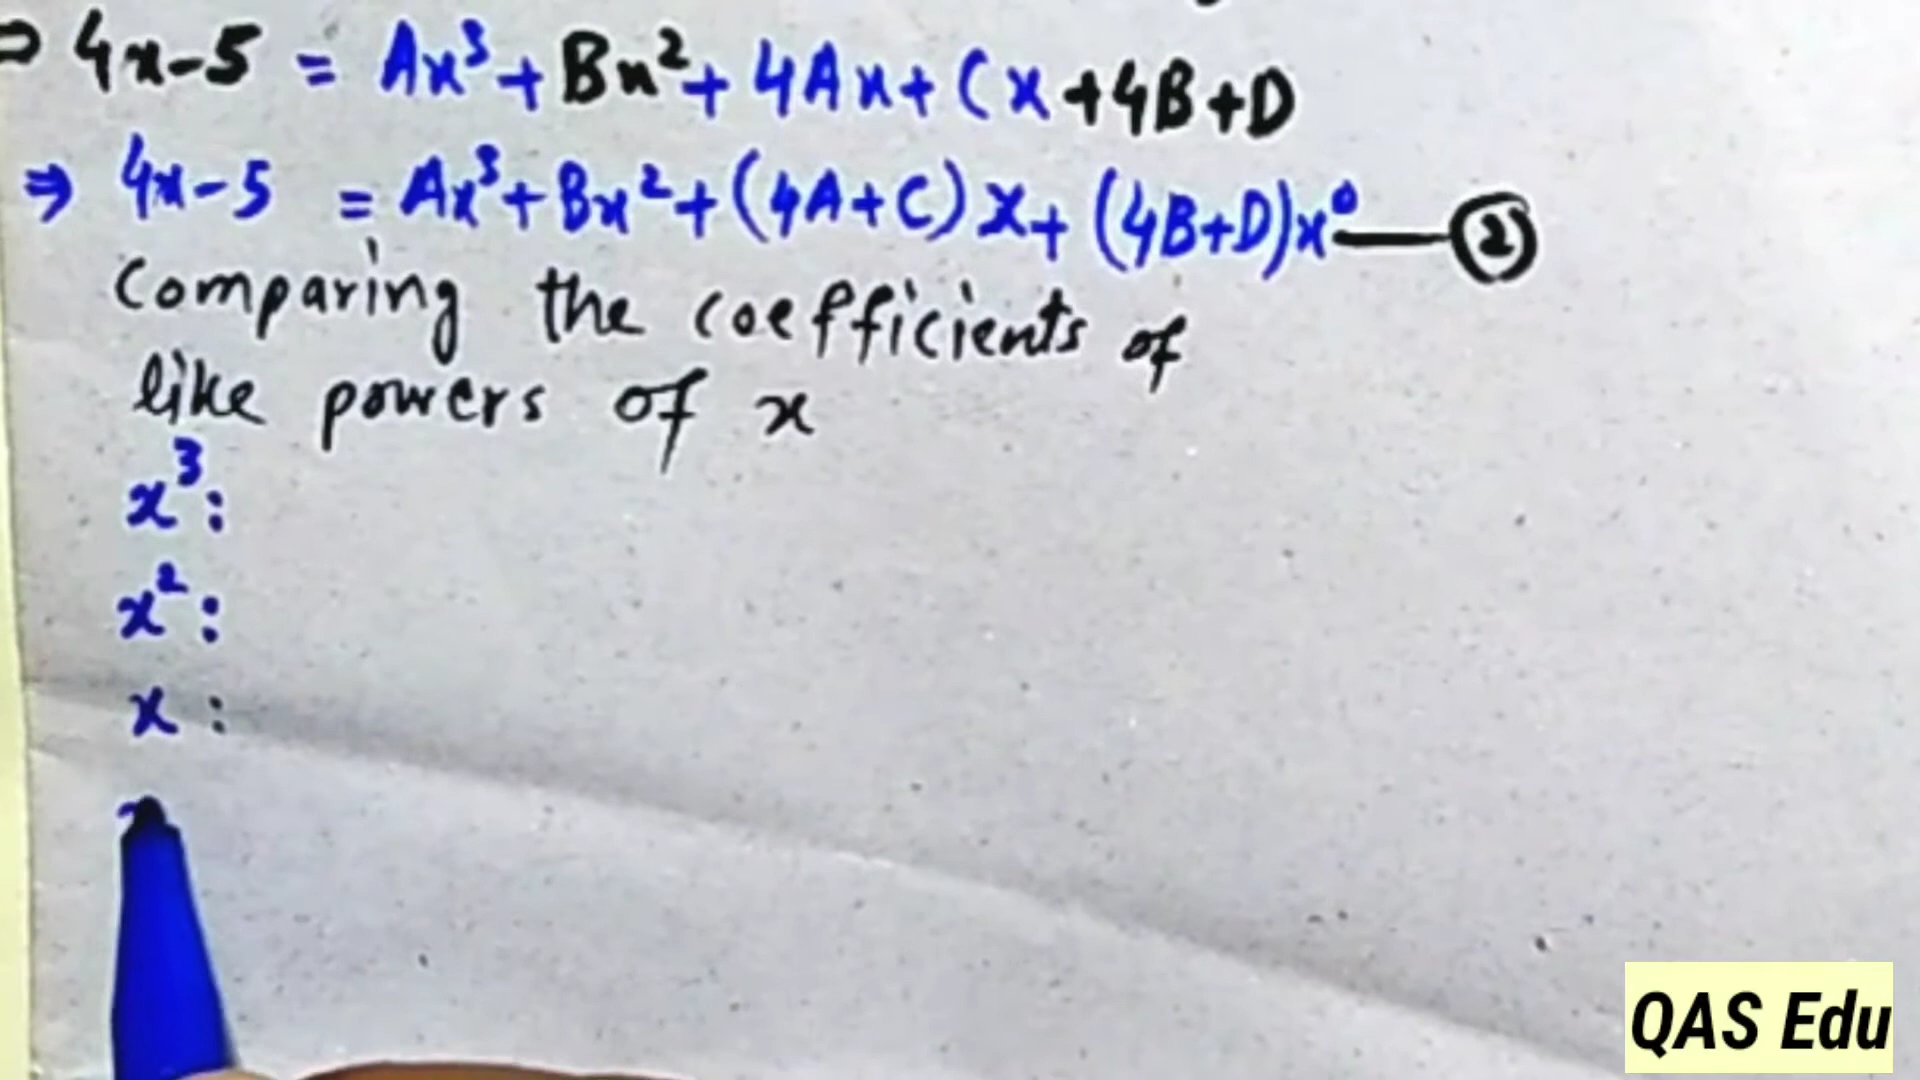 ⇒ 4x-5 = Ax³+Bx²+4Ax+Cx+4B+D
⇒ 4x-5 = Ax³+Bx²+(4A+C)x+(4B+D)x⁰ — ②
Comparing the coefficients of
like powers of x
x³:
x²:
x :
QAS Edu